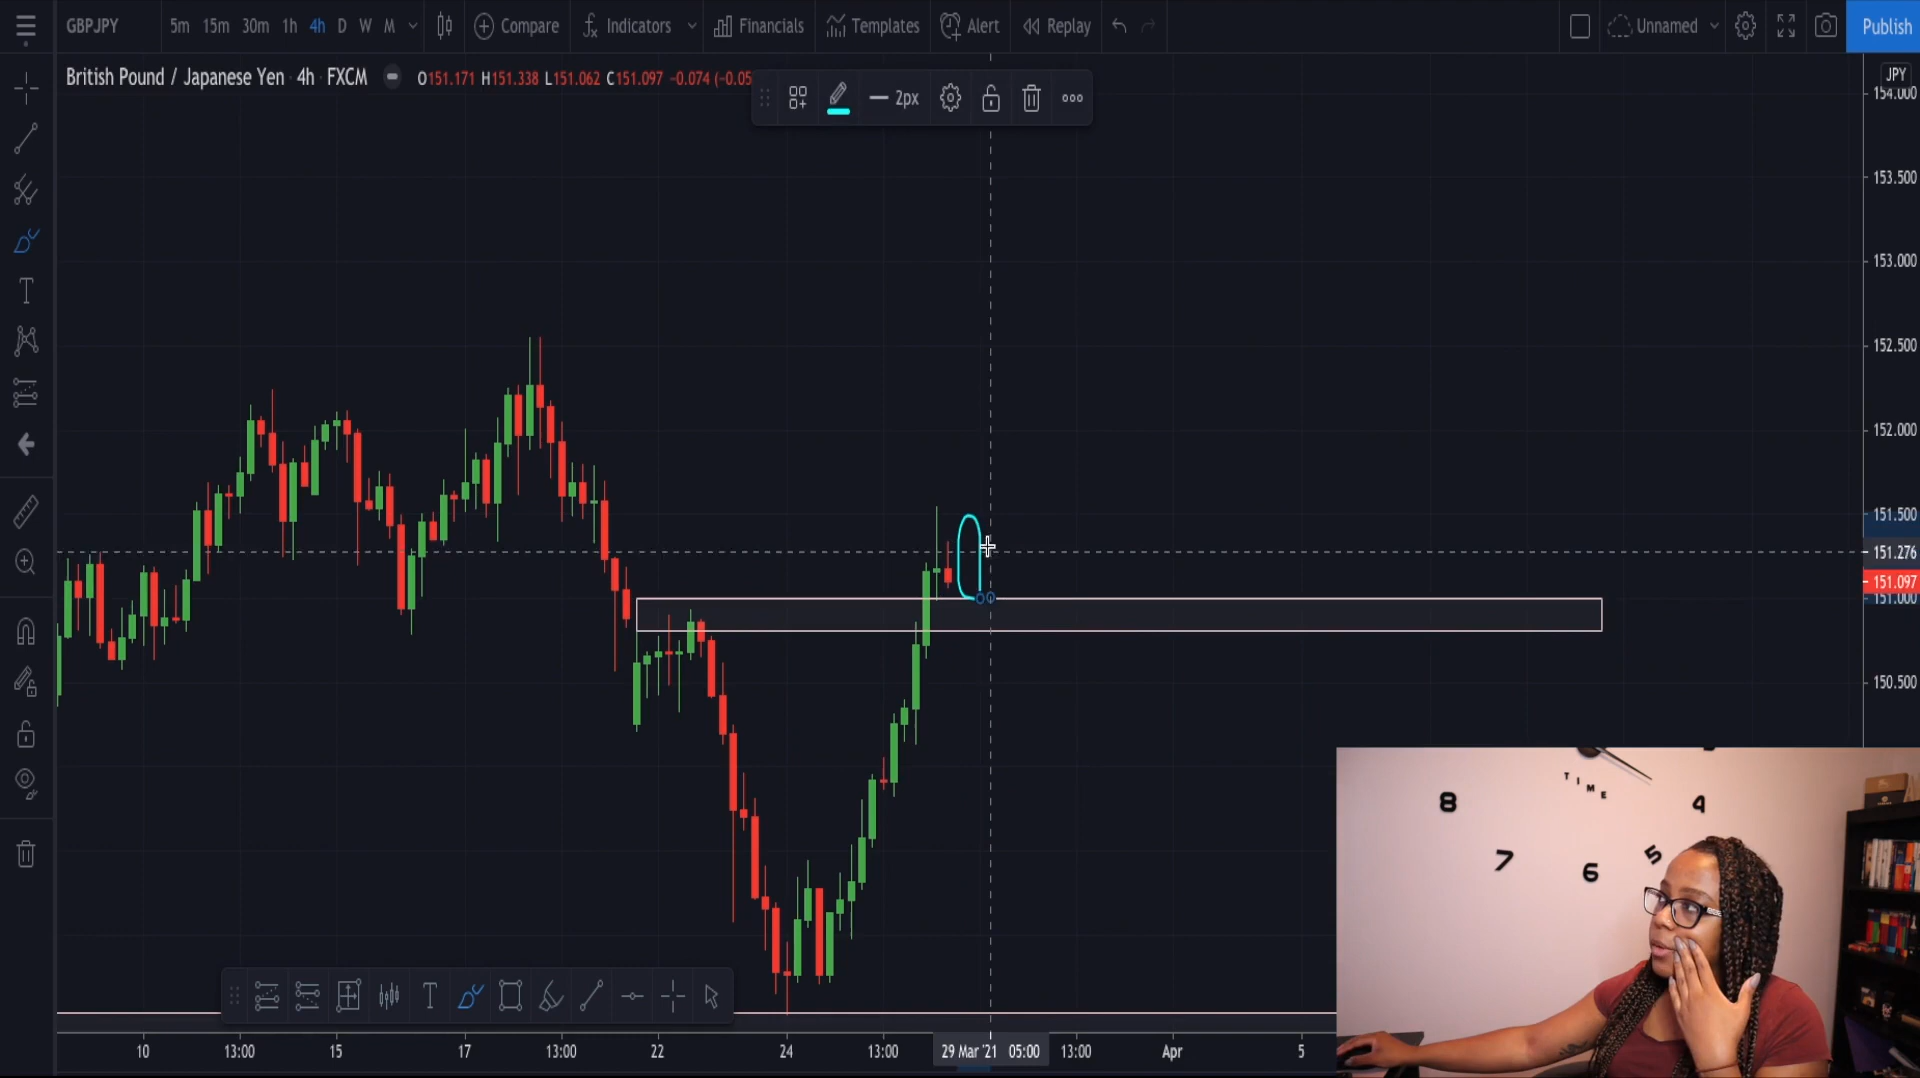 GBPJPY 5m 15m 30m 1h 4h D W M Compare Indicators Financials Templates Alert Replay Unnamed Publish
British Pound / Japanese Yen 4h FXCM O151.171 H151.338 L151.062 C151.097 -0.074 (-0.05
JPY
2px
154.000
153.500
153.000
152.500
152.000
151.500
151.276
151.097
151.000
150.500
T
TIME
8
4
7
6
5
T
10 13:00 15 17 13:00 22 24 13:00 29 Mar '21 05:00 13:00 Apr 5